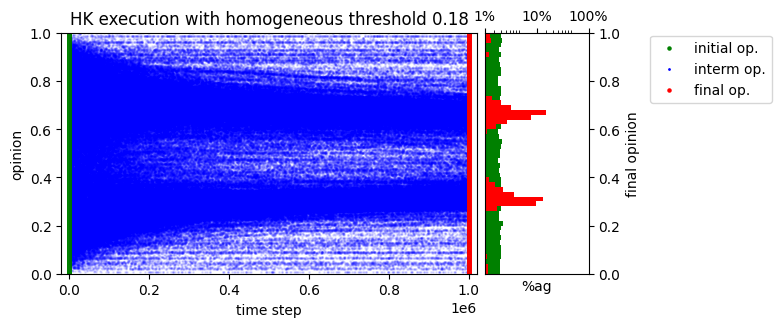 HK execution with homogeneous threshold 0.18
1% 10% 100%
initial op.
interm op.
final op.
1.0
0.8
0.6
0.4
0.2
0.0
opinion
1.0
0.8
0.6
0.4
0.2
0.0
final opinion
0.0 0.2 0.4 0.6 0.8 1.0
1e6
time step
%ag